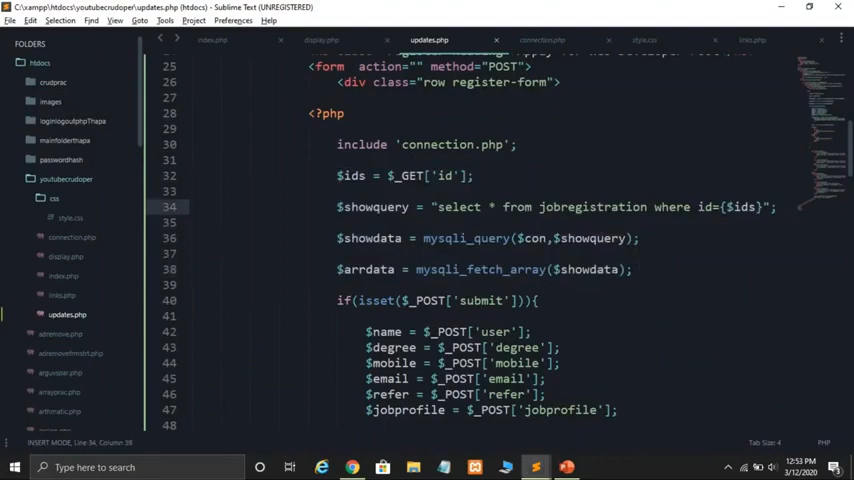 C:\xampp\htdocs\youtubecrudoper\updates.php (htdocs) - Sublime Text (UNREGISTERED)
File Edit Selection Find View Goto Tools Project Preferences Help
index.php display.php updates.php connection.php style.css links.php
FOLDERS
htdocs
crudprac
images
loginlogoutphpThapa
mainfolderthapa
passwordhash
youtubecrudoper
css
style.css
connection.php
display.php
index.php
links.php
updates.php
adremove.php
adremovefrmstrt.php
arguvspar.php
arrayprac.php
arthmatic.php
25 <form action="" method="POST">
26 <div class="row register-form">
27
28 <?php
29
30 include 'connection.php';
31
32 $ids = $_GET['id'];
33
34 $showquery = "select * from jobregistration where id={$ids}";
35
36 $showdata = mysqli_query($con,$showquery);
37
38 $arrdata = mysqli_fetch_array($showdata);
39
40 if(isset($_POST['submit'])){
41
42 $name = $_POST['user'];
43 $degree = $_POST['degree'];
44 $mobile = $_POST['mobile'];
45 $email = $_POST['email'];
46 $refer = $_POST['refer'];
47 $jobprofile = $_POST['jobprofile'];
48
INSERT MODE, Line 34, Column 39 Tab Size: 4 PHP
Type here to search
12:53 PM
3/12/2020